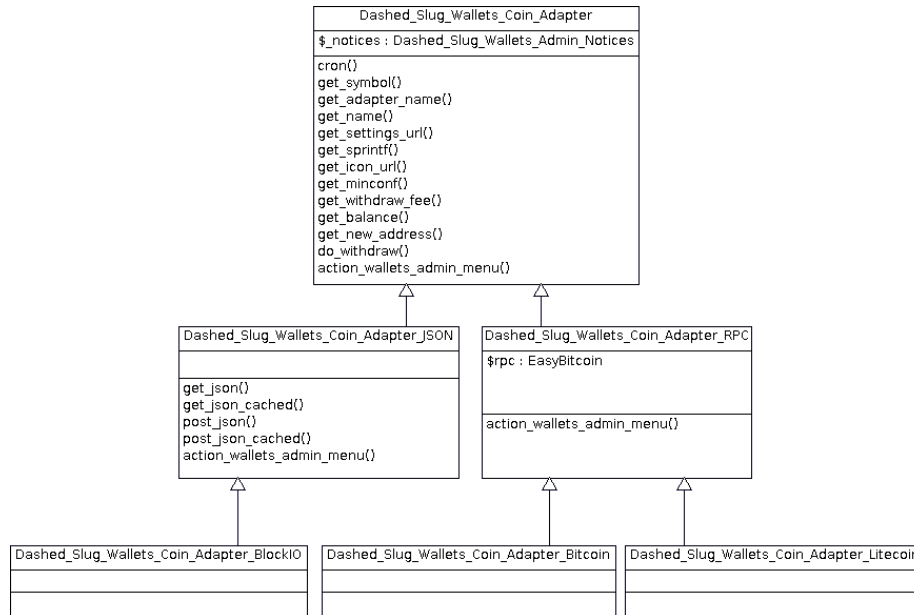 Dashed_Slug_Wallets_Coin_Adapter
$_notices : Dashed_Slug_Wallets_Admin_Notices
cron()
get_symbol()
get_adapter_name()
get_name()
get_settings_url()
get_sprintf()
get_icon_url()
get_minconf()
get_withdraw_fee()
get_balance()
get_new_address()
do_withdraw()
action_wallets_admin_menu()
Dashed_Slug_Wallets_Coin_Adapter_JSON
get_json()
get_json_cached()
post_json()
post_json_cached()
action_wallets_admin_menu()
Dashed_Slug_Wallets_Coin_Adapter_RPC
$rpc : EasyBitcoin
action_wallets_admin_menu()
Dashed_Slug_Wallets_Coin_Adapter_BlockIO
Dashed_Slug_Wallets_Coin_Adapter_Bitcoin
Dashed_Slug_Wallets_Coin_Adapter_Litecoin